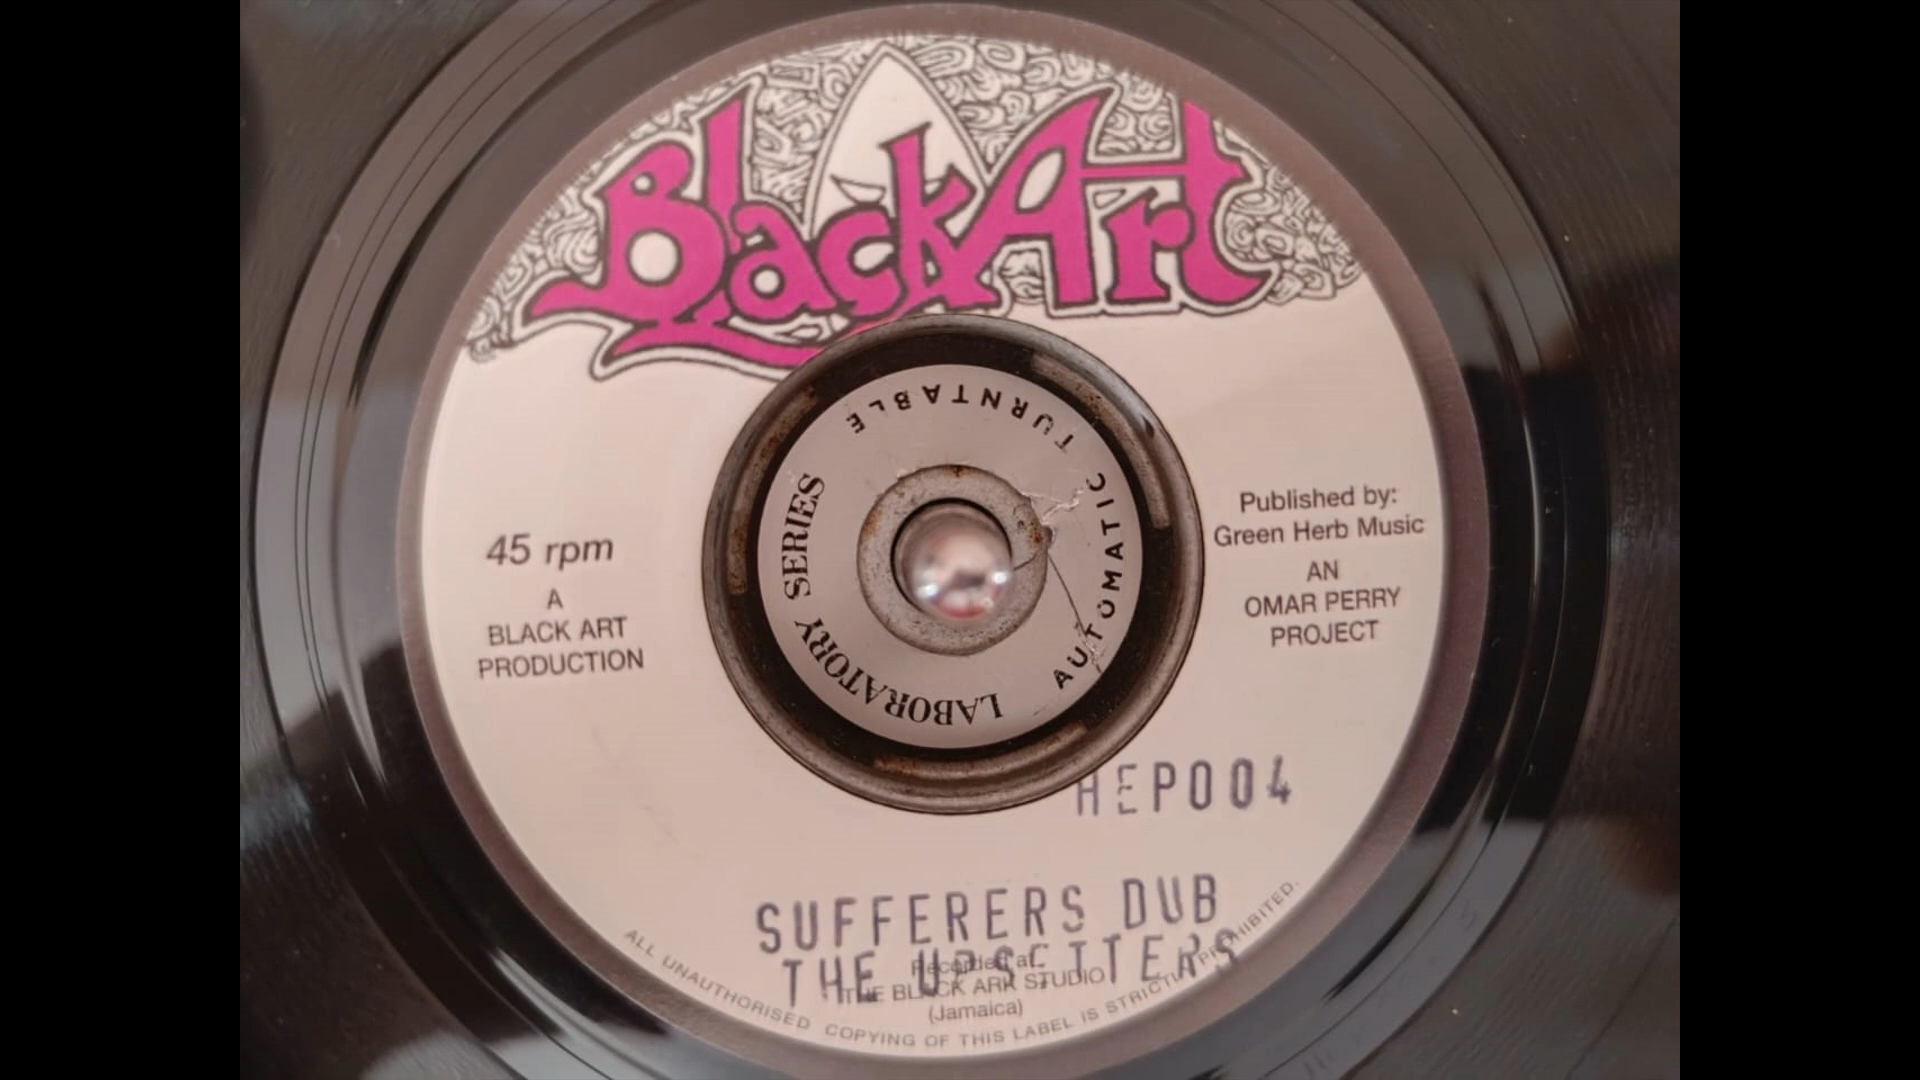 Black Art
LABORATORY SERIES
AUTOMATIC TURNTABLE
45 rpm
A
BLACK ART
PRODUCTION
Published by:
Green Herb Music
AN
OMAR PERRY
PROJECT
HEP004
SUFFERERS DUB
THE UPSETTERS
Recorded at
THE BLACK ARK STUDIO
(Jamaica)
ALL UNAUTHORISED COPYING OF THIS LABEL IS STRICTLY PROHIBITED.